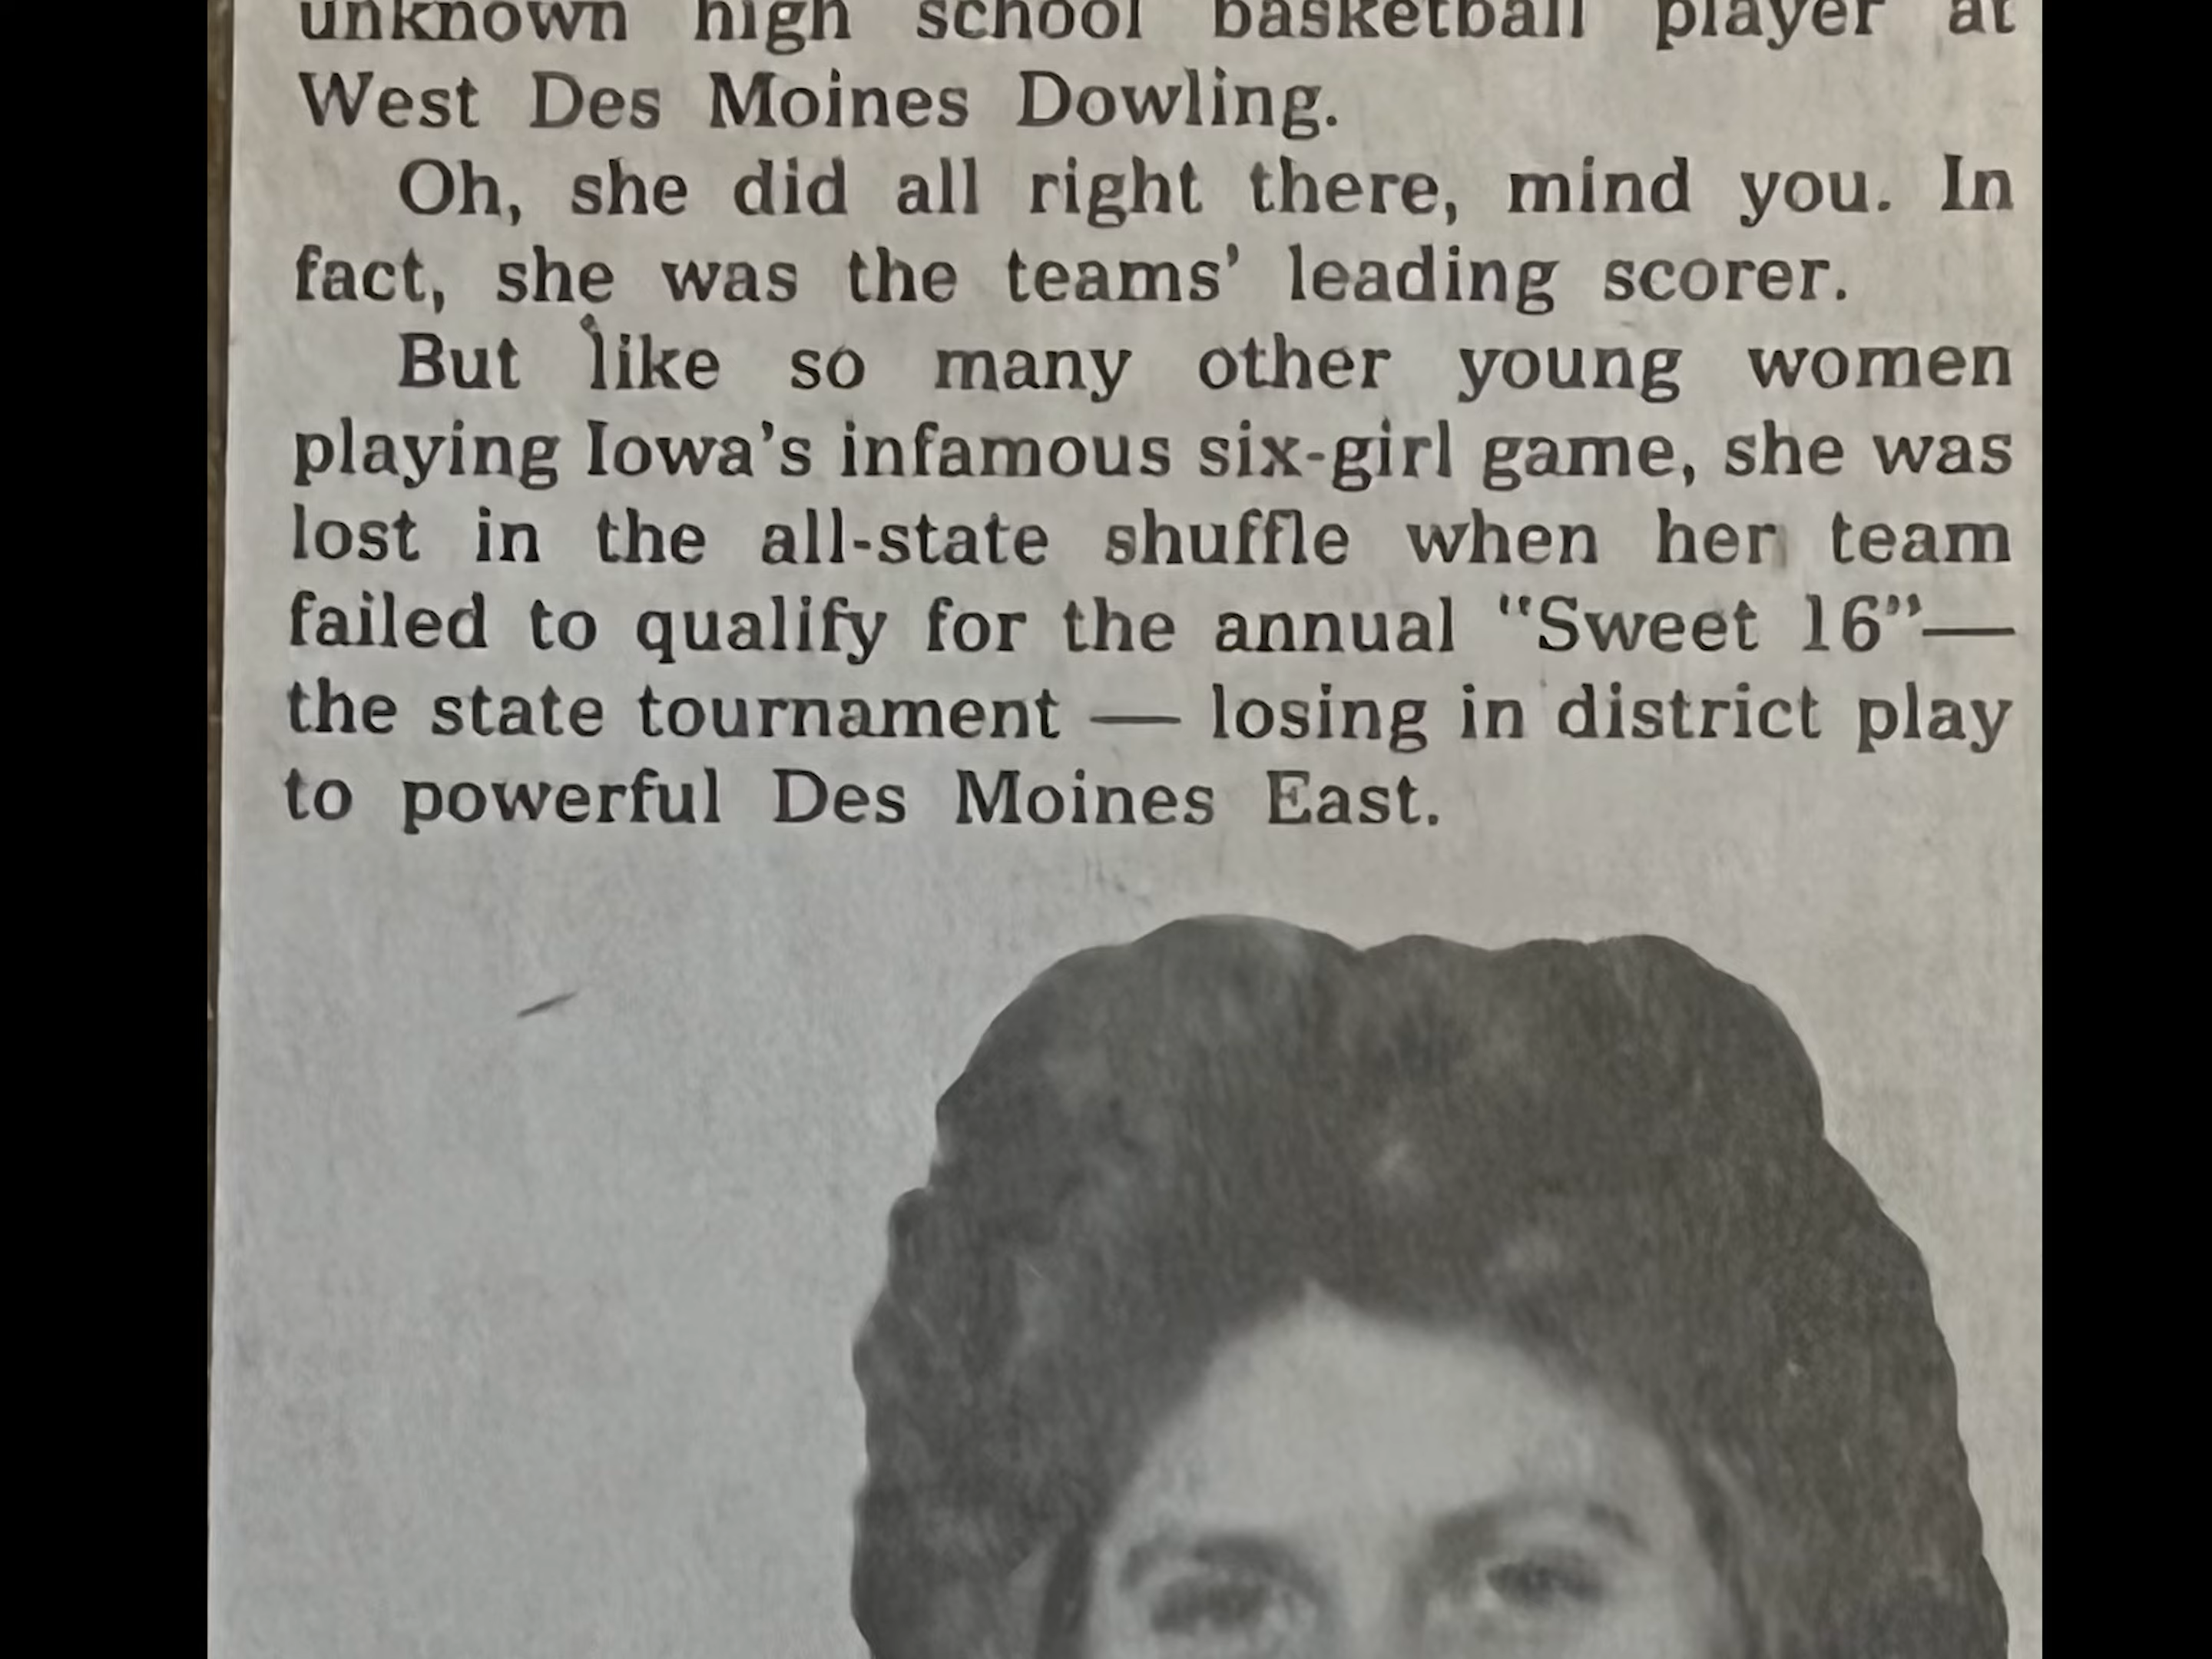 unknown high school basketball player at
West Des Moines Dowling.
Oh, she did all right there, mind you. In
fact, she was the teams’ leading scorer.
But like so many other young women
playing Iowa’s infamous six-girl game, she was
lost in the all-state shuffle when her team
failed to qualify for the annual “Sweet 16”—
the state tournament — losing in district play
to powerful Des Moines East.